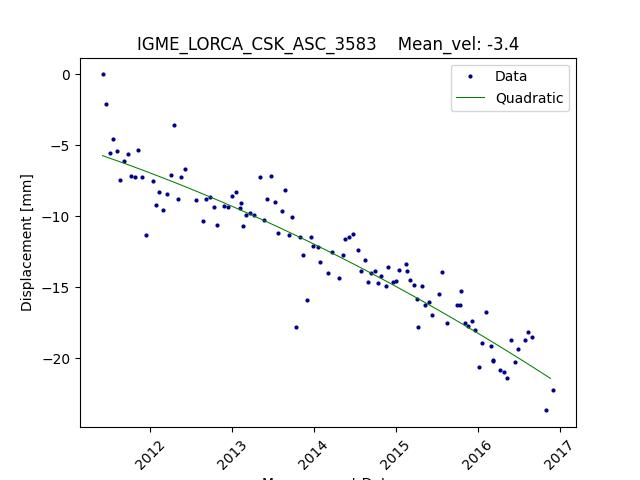 IGME_LORCA_CSK_ASC_3583    Mean_vel: -3.4
Data
Quadratic
0
−5
−10
−15
−20
Displacement [mm]
2012
2013
2014
2015
2016
2017